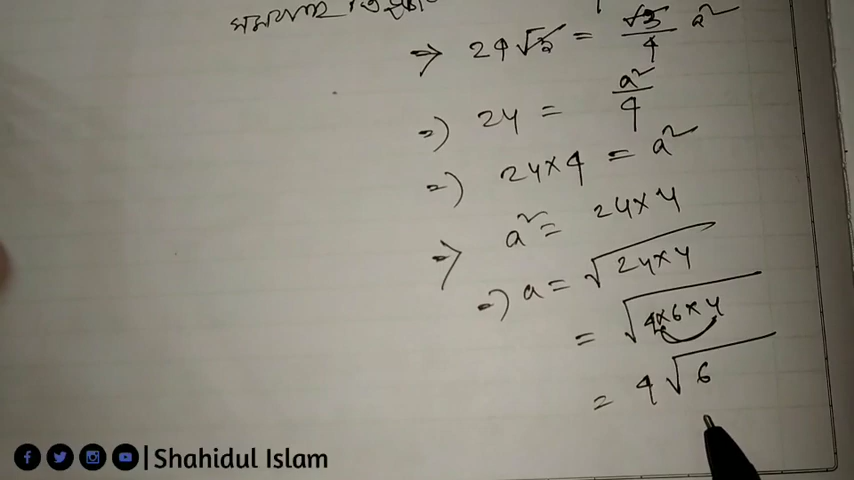 ⇒ 24√3 = √3/4 a²
⇒ 24 = a²/4
⇒ 24×4 = a²
⇒ a² = 24×4
⇒ a = √24×4
= √4×6×4
= 4√6
Shahidul Islam